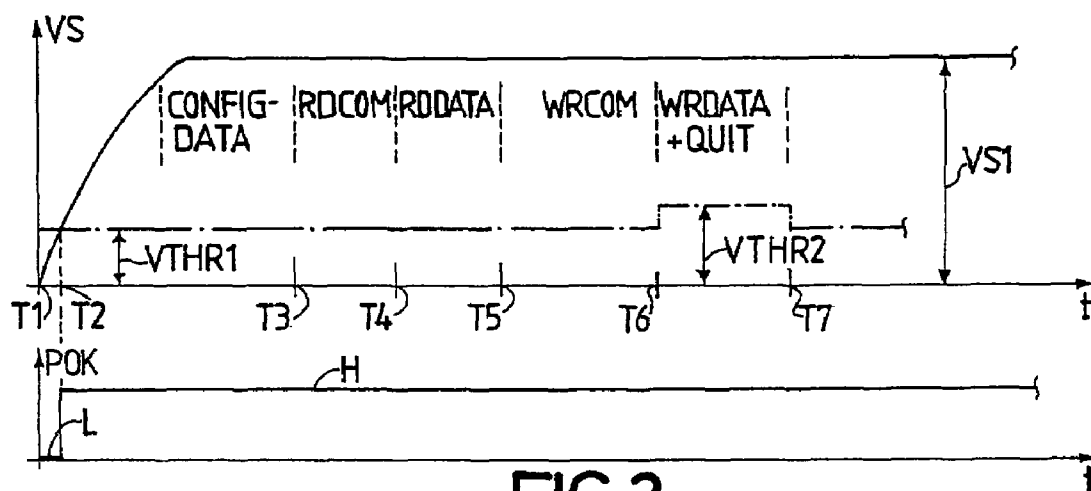 VS
CONFIG- RDCOM RDDATA WRCOM WRDATA
DATA +QUIT
VS1
VTHR1 VTHR2
T1 T2 T3 T4 T5 T6 T7 t
POK
H
L
t